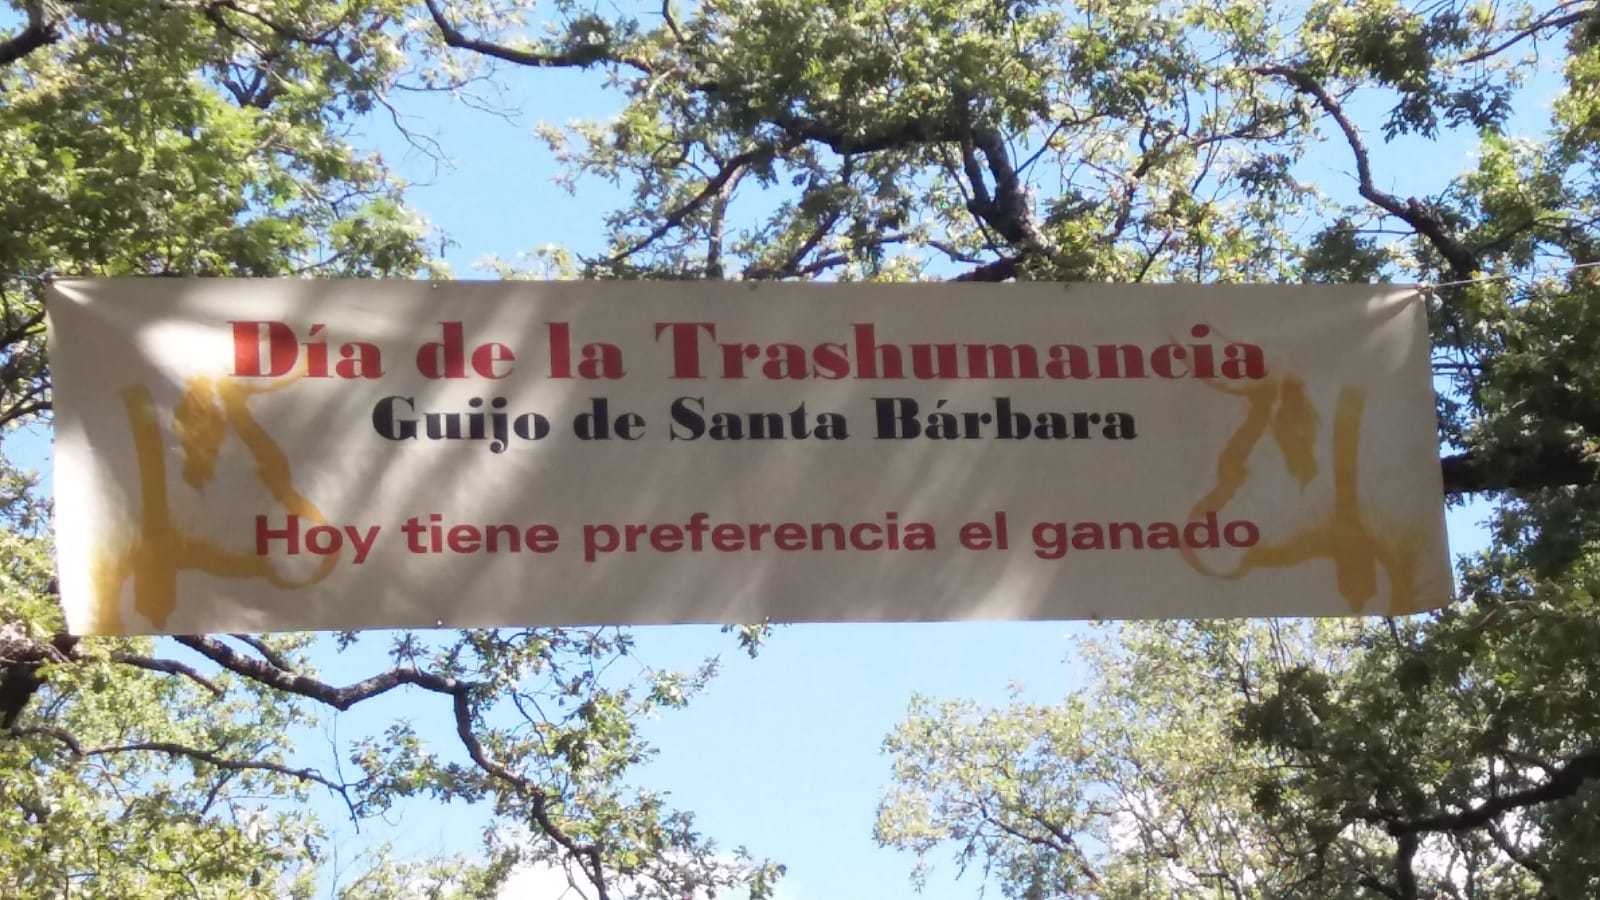 Día de la Trashumancia
Guijo de Santa Bárbara
Hoy tiene preferencia el ganado